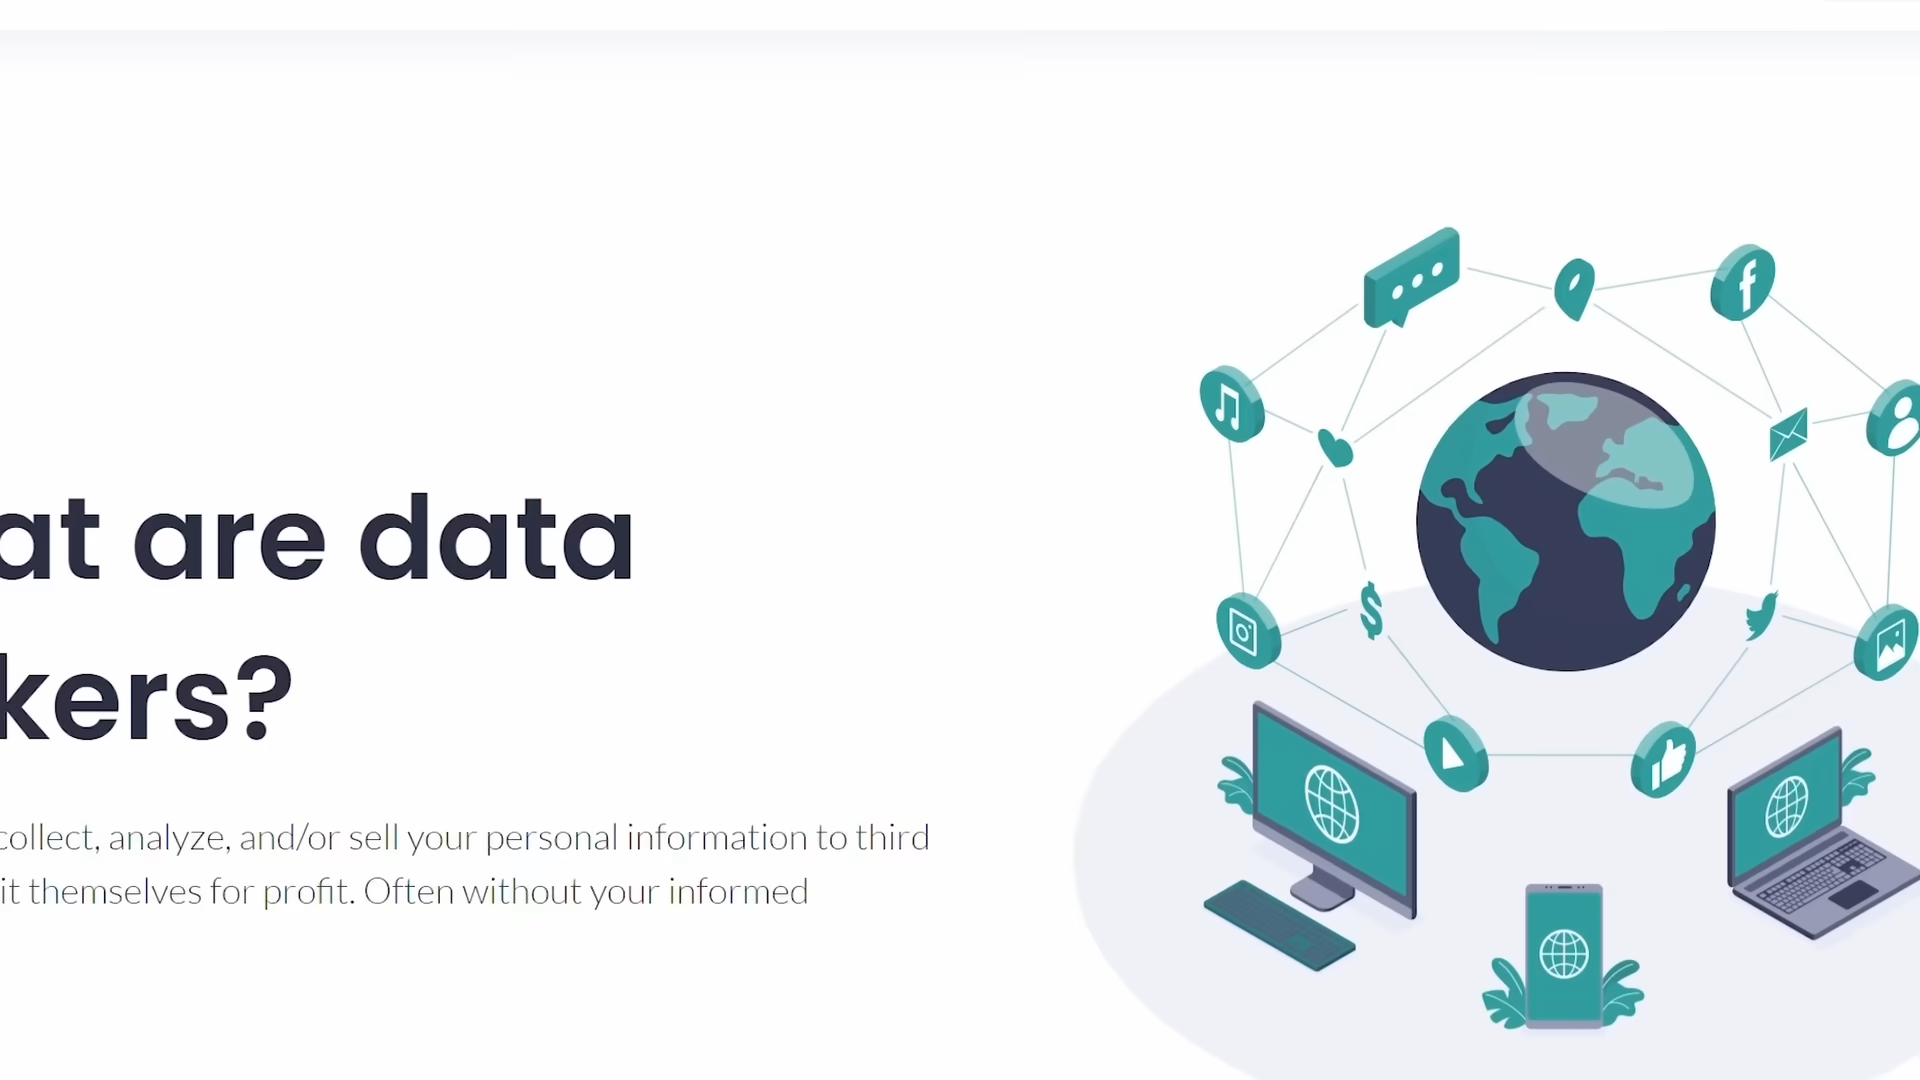 at are data
kers?
collect, analyze, and/or sell your personal information to third
it themselves for profit. Often without your informed